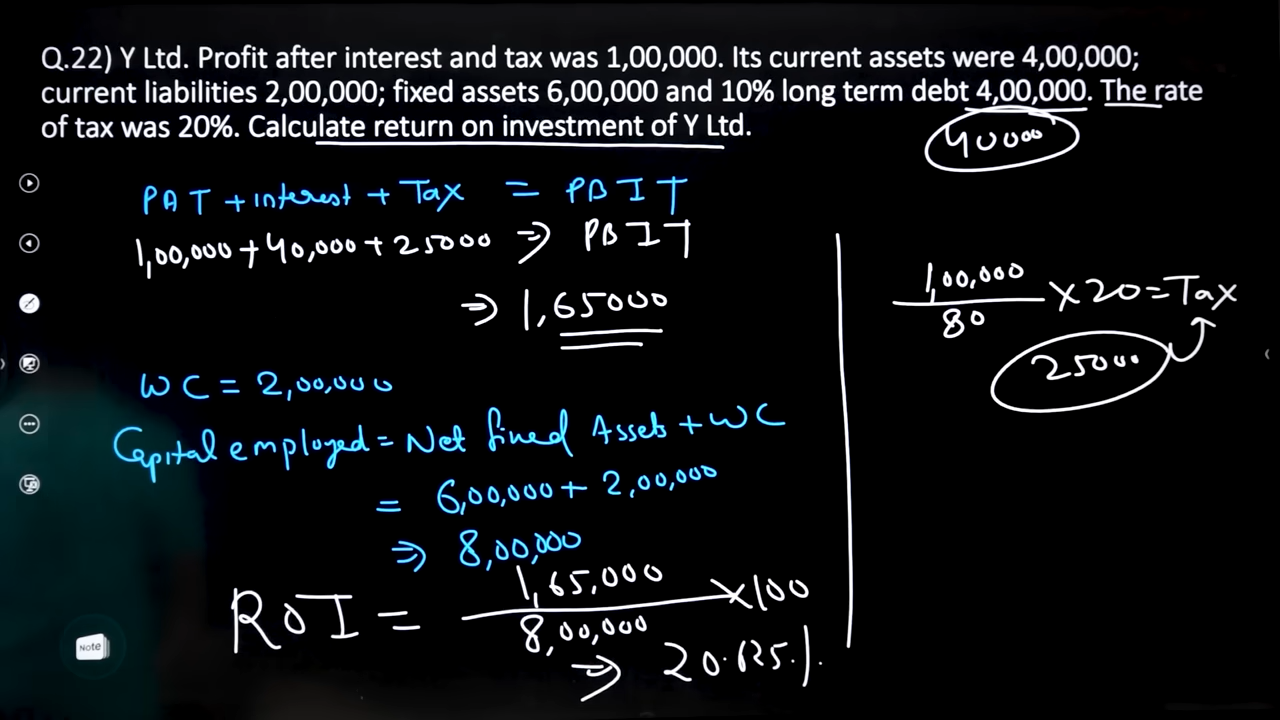 Q.22) Y Ltd. Profit after interest and tax was 1,00,000. Its current assets were 4,00,000;
current liabilities 2,00,000; fixed assets 6,00,000 and 10% long term debt 4,00,000. The rate
of tax was 20%. Calculate return on investment of Y Ltd.
40000
PAT + interest + Tax = PBIT
1,00,000 + 40,000 + 25000 ⇒ PBIT
⇒ 1,65000
1,00,000 / 80 × 20 = Tax
25000
WC = 2,00,000
Capital employed = Net fixed Assets + WC
= 6,00,000 + 2,00,000
⇒ 8,00,000
ROI = 1,65,000 / 8,00,000 × 100
⇒ 20.625%
Note